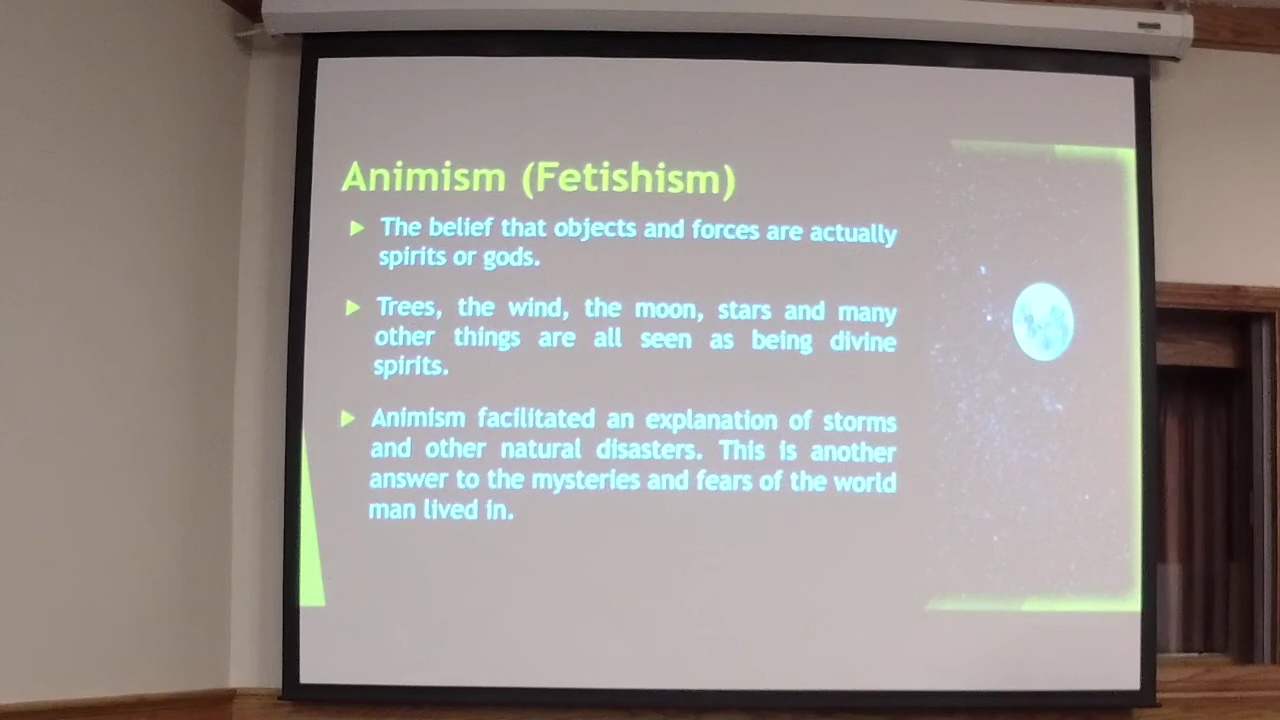 Animism (Fetishism)
The belief that objects and forces are actually
spirits or gods.
Trees, the wind, the moon, stars and many
other things are all seen as being divine
spirits.
Animism facilitated an explanation of storms
and other natural disasters. This is another
answer to the mysteries and fears of the world
man lived in.